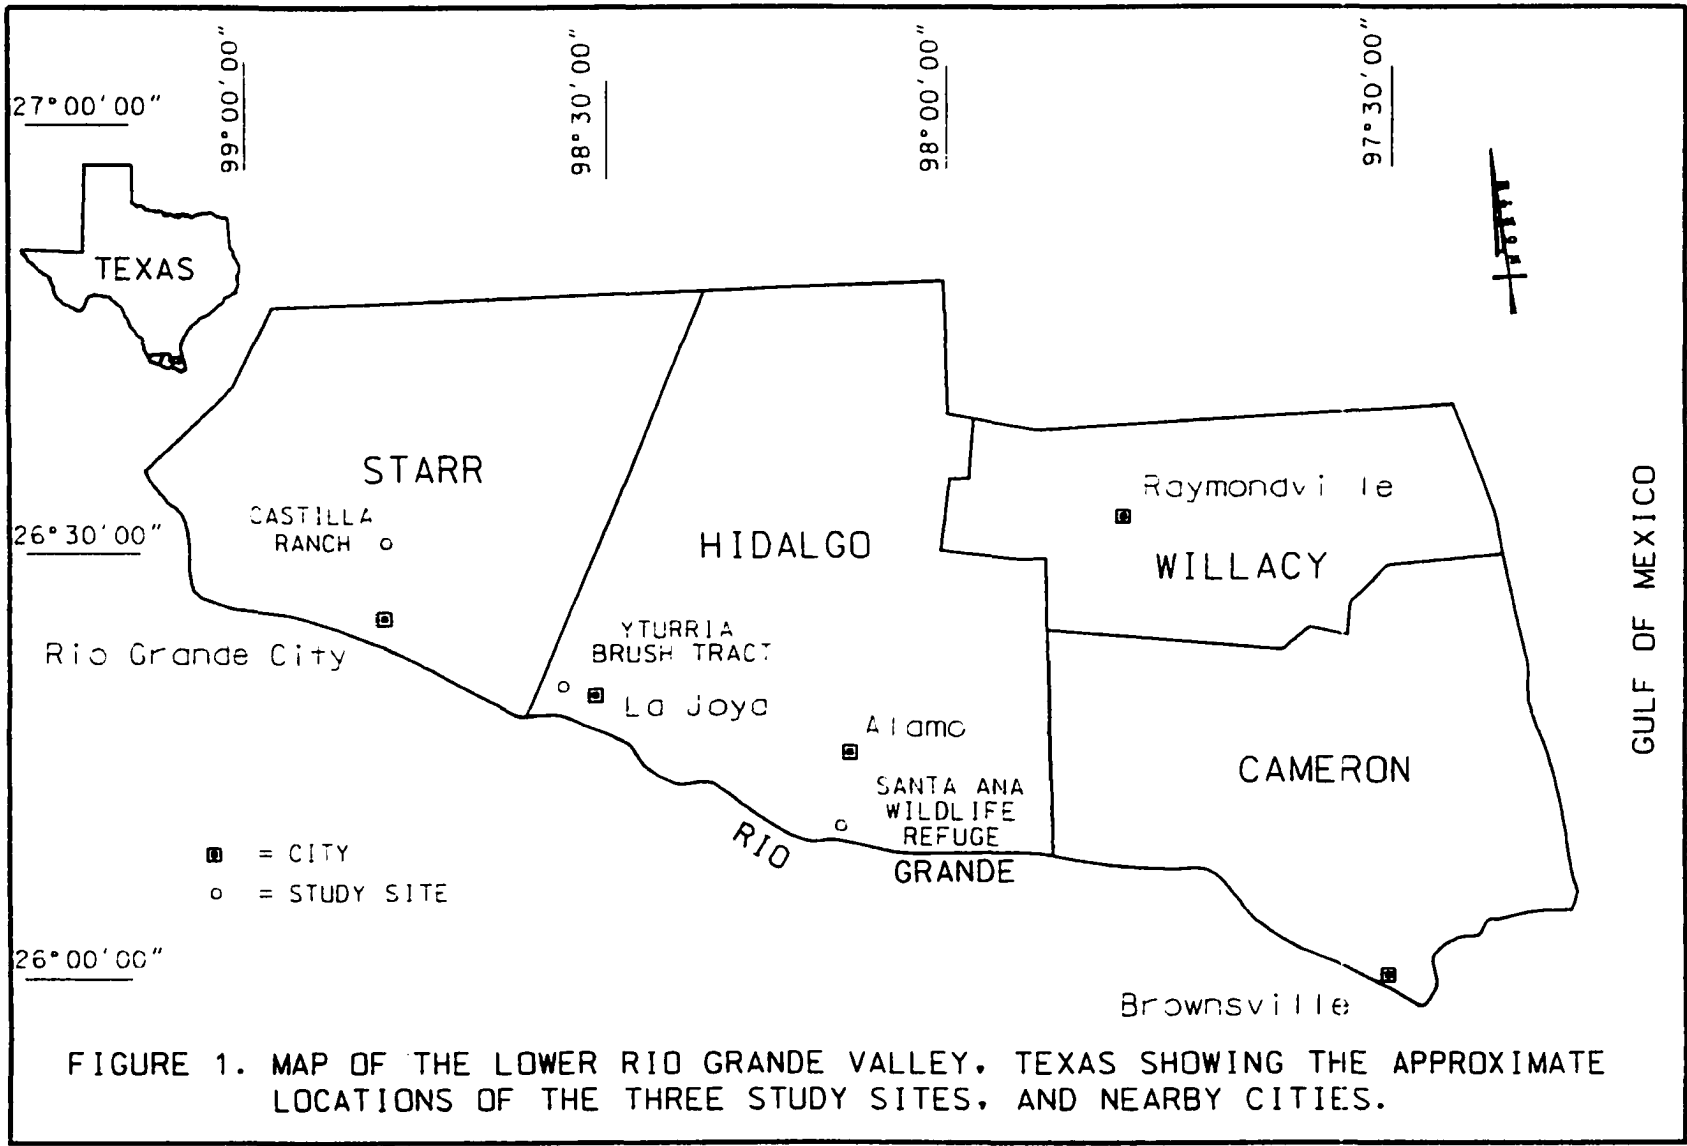 99°00'00"
98°30'00"
98°00'00"
97°30'00"
27°00'00"
TEXAS
STARR
CASTILLA
RANCH
26°30'00"
HIDALGO
Raymondville
WILLACY
GULF OF MEXICO
Rio Grande City
YTURRIA
BRUSH TRACT
La Joya
Alamo
CAMERON
SANTA ANA
WILDLIFE
REFUGE
RIO
GRANDE
= CITY
= STUDY SITE
26°00'00"
Brownsville
FIGURE 1. MAP OF THE LOWER RIO GRANDE VALLEY, TEXAS SHOWING THE APPROXIMATE
LOCATIONS OF THE THREE STUDY SITES, AND NEARBY CITIES.